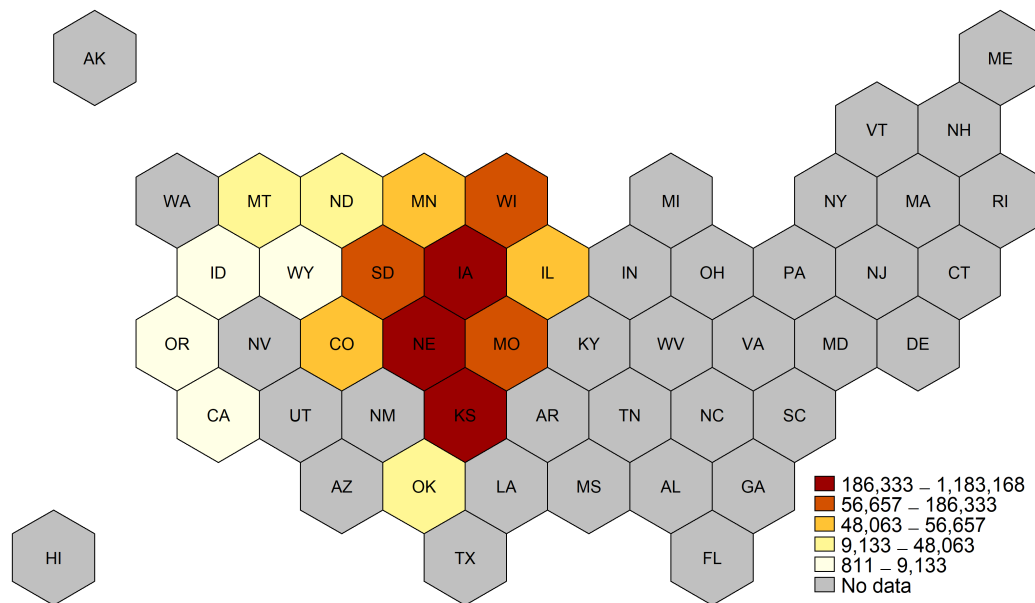 AK
ME
VT
NH
WA
MT
ND
MN
WI
MI
NY
MA
RI
ID
WY
SD
IA
IL
IN
OH
PA
NJ
CT
OR
NV
CO
NE
MO
KY
WV
VA
MD
DE
CA
UT
NM
KS
AR
TN
NC
SC
AZ
OK
LA
MS
AL
GA
HI
TX
FL
186,333 – 1,183,168
56,657 – 186,333
48,063 – 56,657
9,133 – 48,063
811 – 9,133
No data